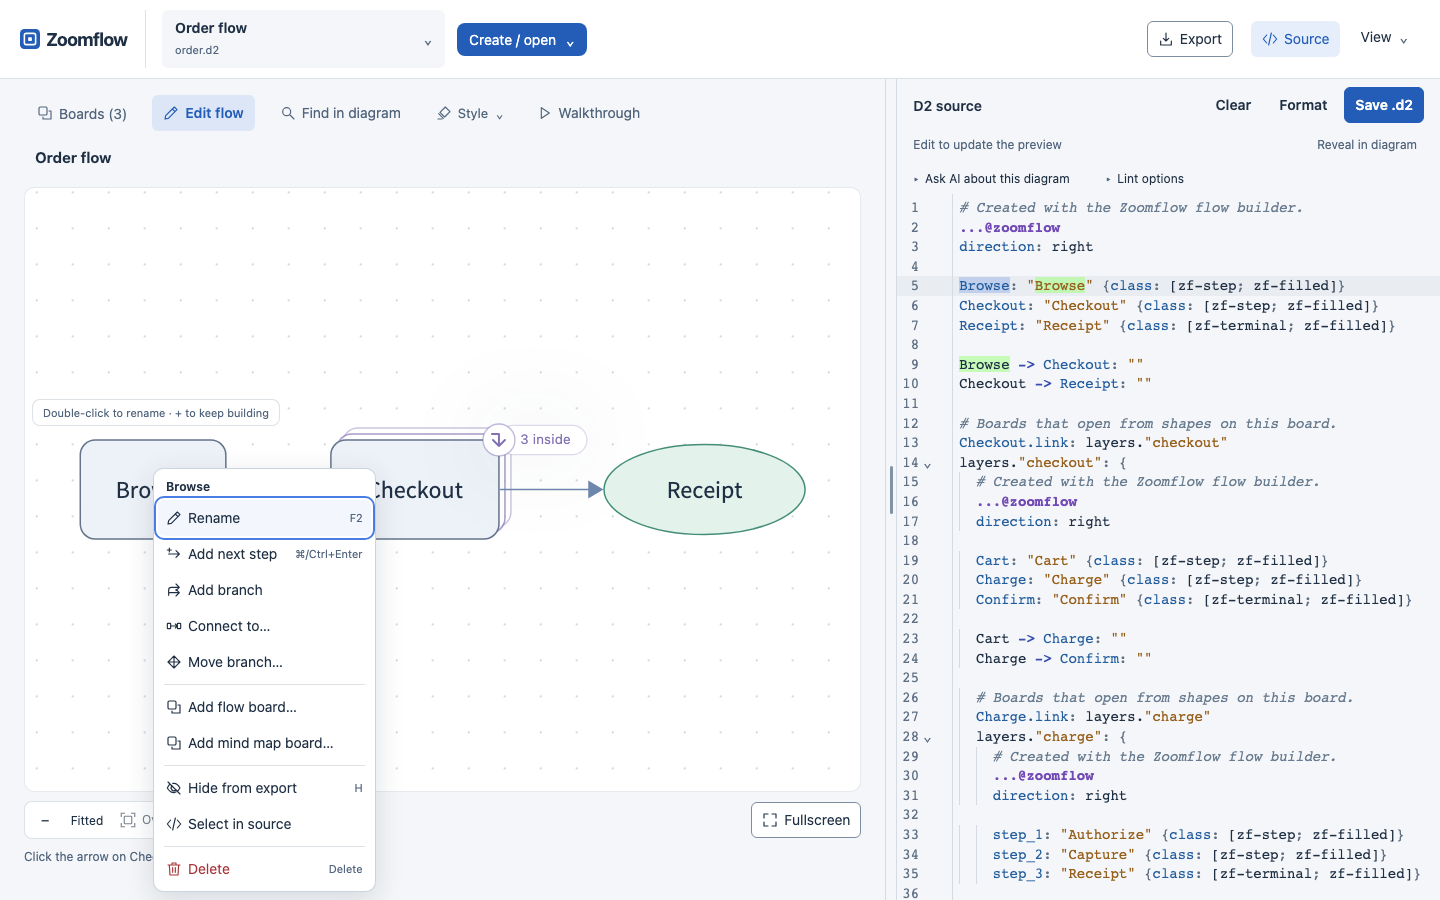 Zoomflow
Order flow
order.d2
Create / open
Export
Source
View
Boards (3)
Edit flow
Find in diagram
Style
Walkthrough
Order flow
Double-click to rename · + to keep building
3 inside
Checkout
Receipt
Browse
Rename F2
Add next step ⌘/Ctrl+Enter
Add branch
Connect to...
Move branch...
Add flow board...
Add mind map board...
Hide from export H
Select in source
Delete Delete
− Fitted
Fullscreen
Click the arrow on
D2 source
Clear
Format
Save .d2
Edit to update the preview
Reveal in diagram
Ask AI about this diagram
Lint options
1 # Created with the Zoomflow flow builder.
2 ...@zoomflow
3 direction: right
4
5 Browse: "Browse" {class: [zf-step; zf-filled]}
6 Checkout: "Checkout" {class: [zf-step; zf-filled]}
7 Receipt: "Receipt" {class: [zf-terminal; zf-filled]}
8
9 Browse -> Checkout: ""
10 Checkout -> Receipt: ""
11
12 # Boards that open from shapes on this board.
13 Checkout.link: layers."checkout"
14 layers."checkout": {
15 # Created with the Zoomflow flow builder.
16 ...@zoomflow
17 direction: right
18
19 Cart: "Cart" {class: [zf-step; zf-filled]}
20 Charge: "Charge" {class: [zf-step; zf-filled]}
21 Confirm: "Confirm" {class: [zf-terminal; zf-filled]}
22
23 Cart -> Charge: ""
24 Charge -> Confirm: ""
25
26 # Boards that open from shapes on this board.
27 Charge.link: layers."charge"
28 layers."charge": {
29 # Created with the Zoomflow flow builder.
30 ...@zoomflow
31 direction: right
32
33 step_1: "Authorize" {class: [zf-step; zf-filled]}
34 step_2: "Capture" {class: [zf-step; zf-filled]}
35 step_3: "Receipt" {class: [zf-terminal; zf-filled]}
36